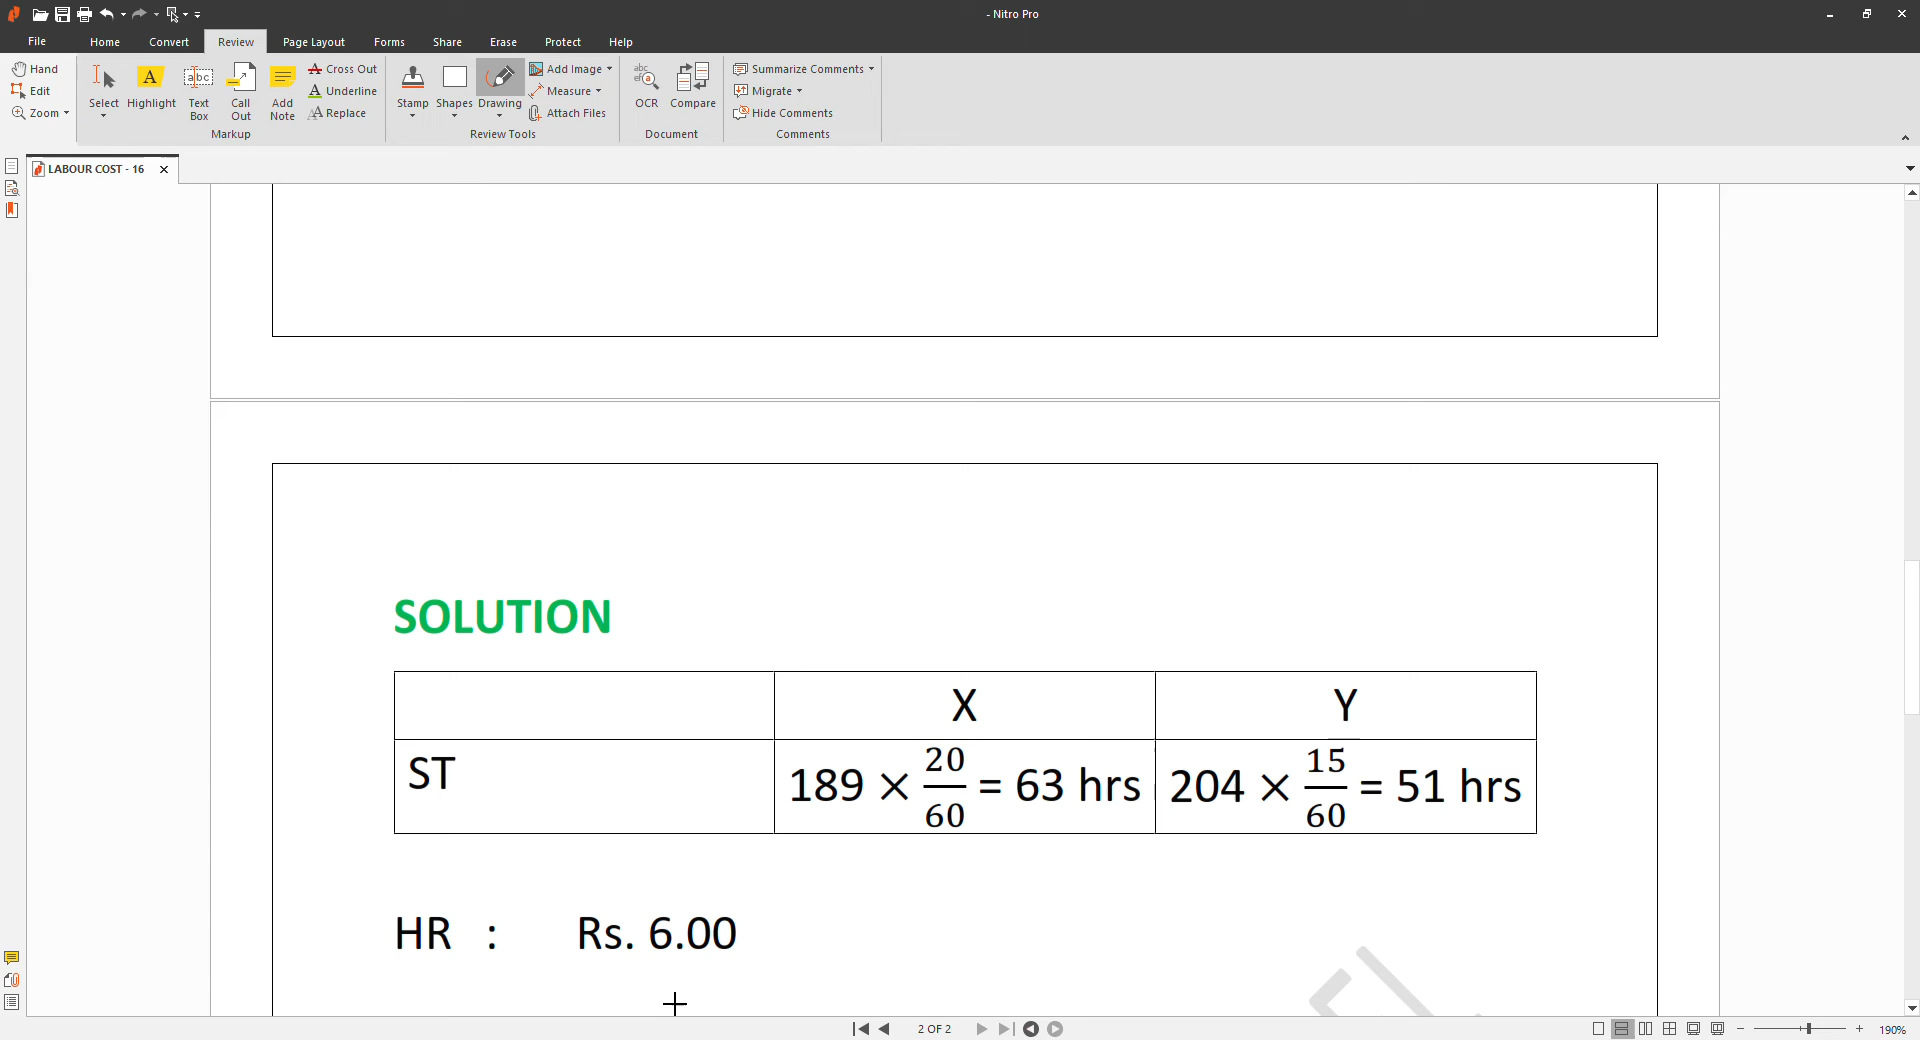 - Nitro Pro
File Home Convert Review Page Layout Forms Share Erase Protect Help
Hand
Edit
Zoom
Select
Highlight
Text Box
Call Out
Add Note
Cross Out
Underline
Replace
Markup
Stamp
Shapes
Drawing
Add Image
Measure
Attach Files
Review Tools
OCR
Compare
Document
Summarize Comments
Migrate
Hide Comments
Comments
LABOUR COST - 16
SOLUTION
X Y
ST 189 × 20/60 = 63 hrs 204 × 15/60 = 51 hrs
HR : Rs. 6.00
2 OF 2
190%